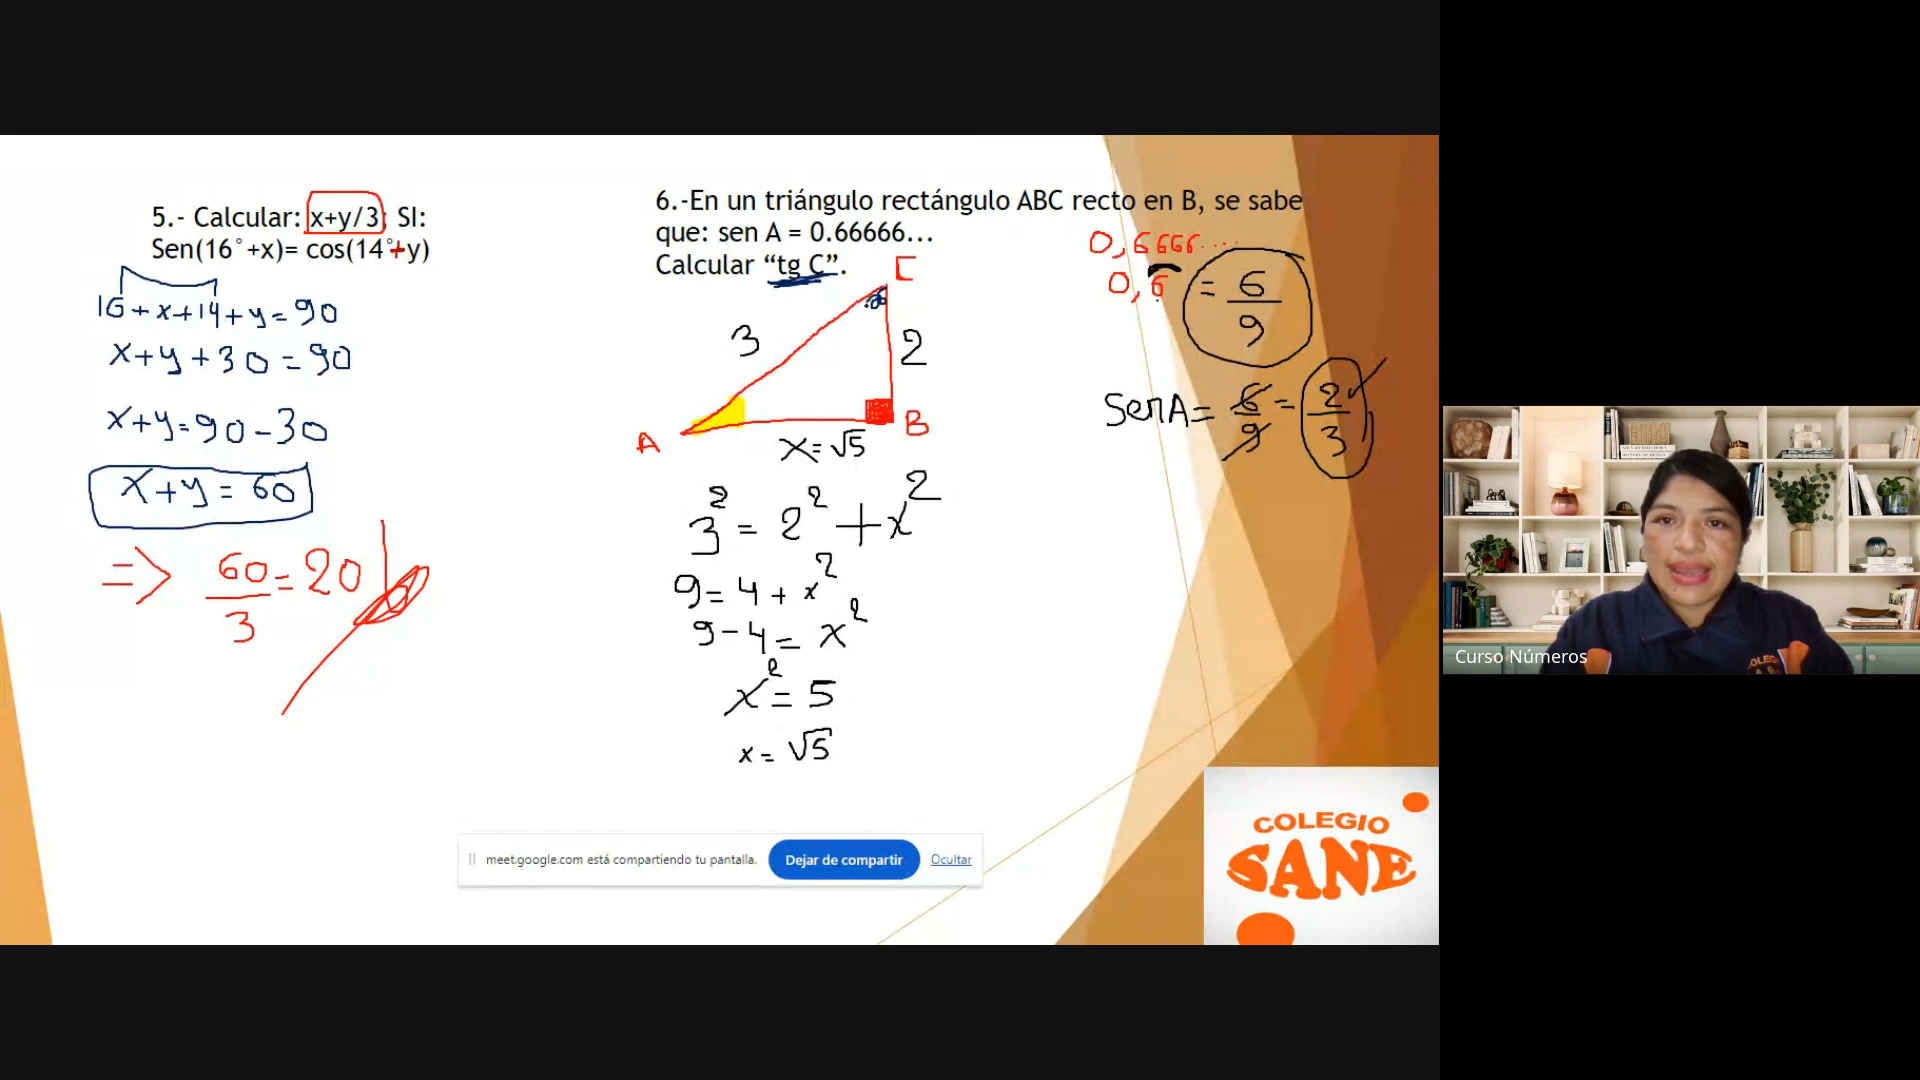 5.- Calcular: x+y/3; SI:
Sen(16°+x)= cos(14°+y)
16+x+14+y=90
x+y+30=90
x+y=90-30
x+y=60
=> 60/3=20
6.-En un triángulo rectángulo ABC recto en B, se sabe
que: sen A = 0.66666...
Calcular “tg C”.
C
3
2
A
B
x=√5
3²=2²+x²
9=4+x²
9-4=x²
x²=5
x=√5
0,6666....
0,6 = 6/9
SenA=6/9=2/3
meet.google.com está compartiendo tu pantalla.
Dejar de compartir
Ocultar
COLEGIO
SANE
Curso Números